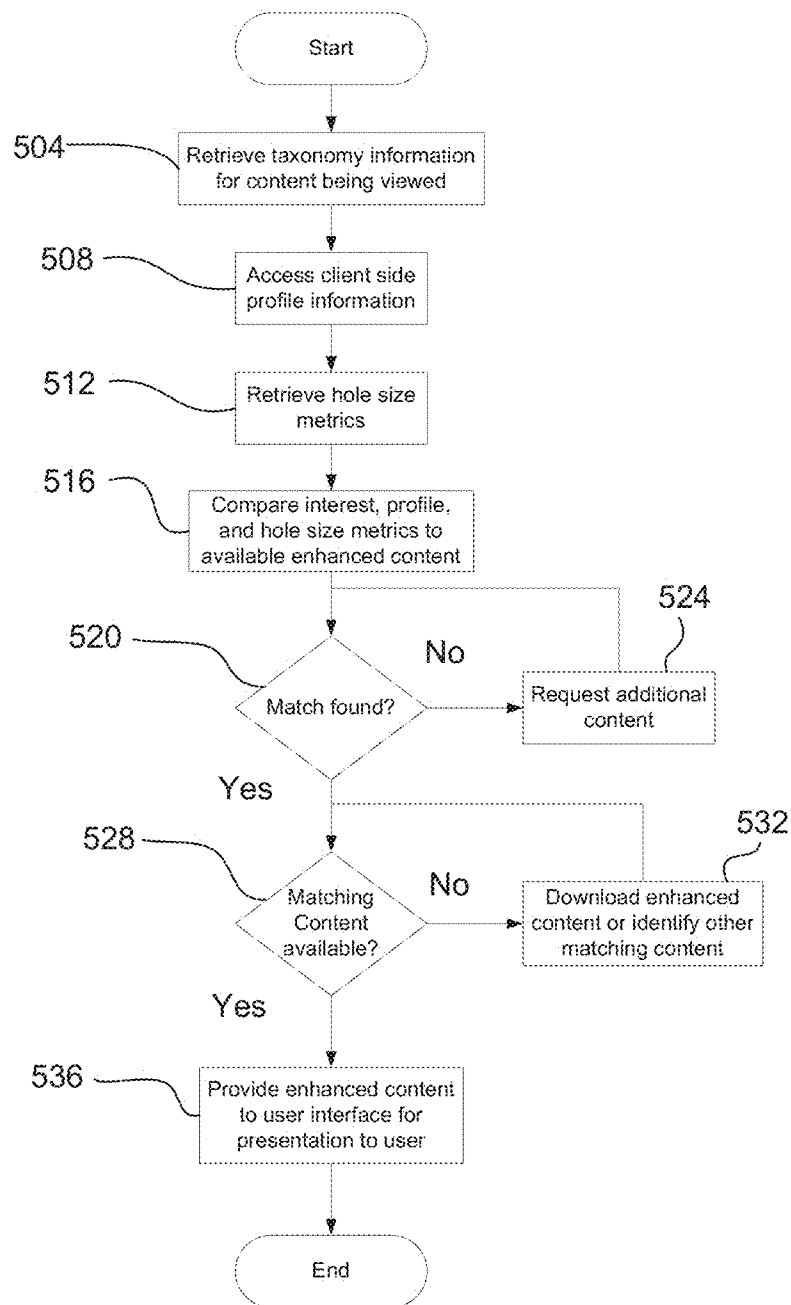 Start
504
Retrieve taxonomy information
for content being viewed
508
Access client side
profile information
512
Retrieve hole size
metrics
516
Compare interest, profile,
and hole size metrics to
available enhanced content
524
520
No
Match found?
Request additional
content
Yes
532
528
No
Matching
Content
available?
Download enhanced
content or identify other
matching content
Yes
536
Provide enhanced content
to user interface for
presentation to user
End